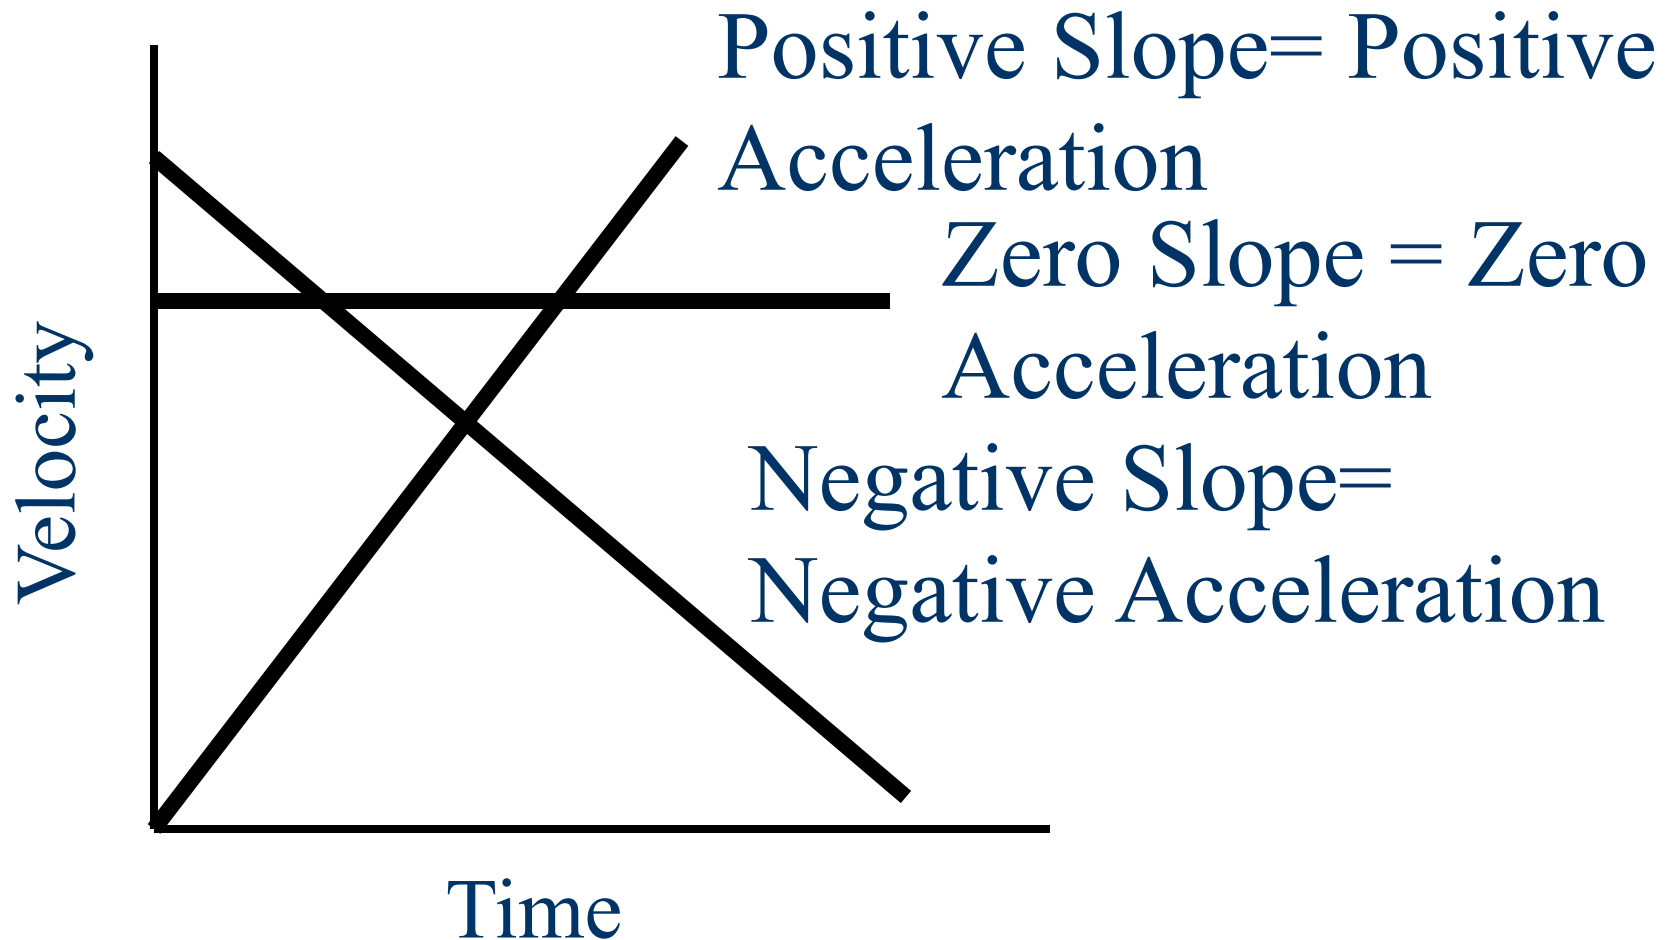 Positive Slope= Positive
Acceleration
Zero Slope = Zero
Acceleration
Negative Slope=
Negative Acceleration
Velocity
Time